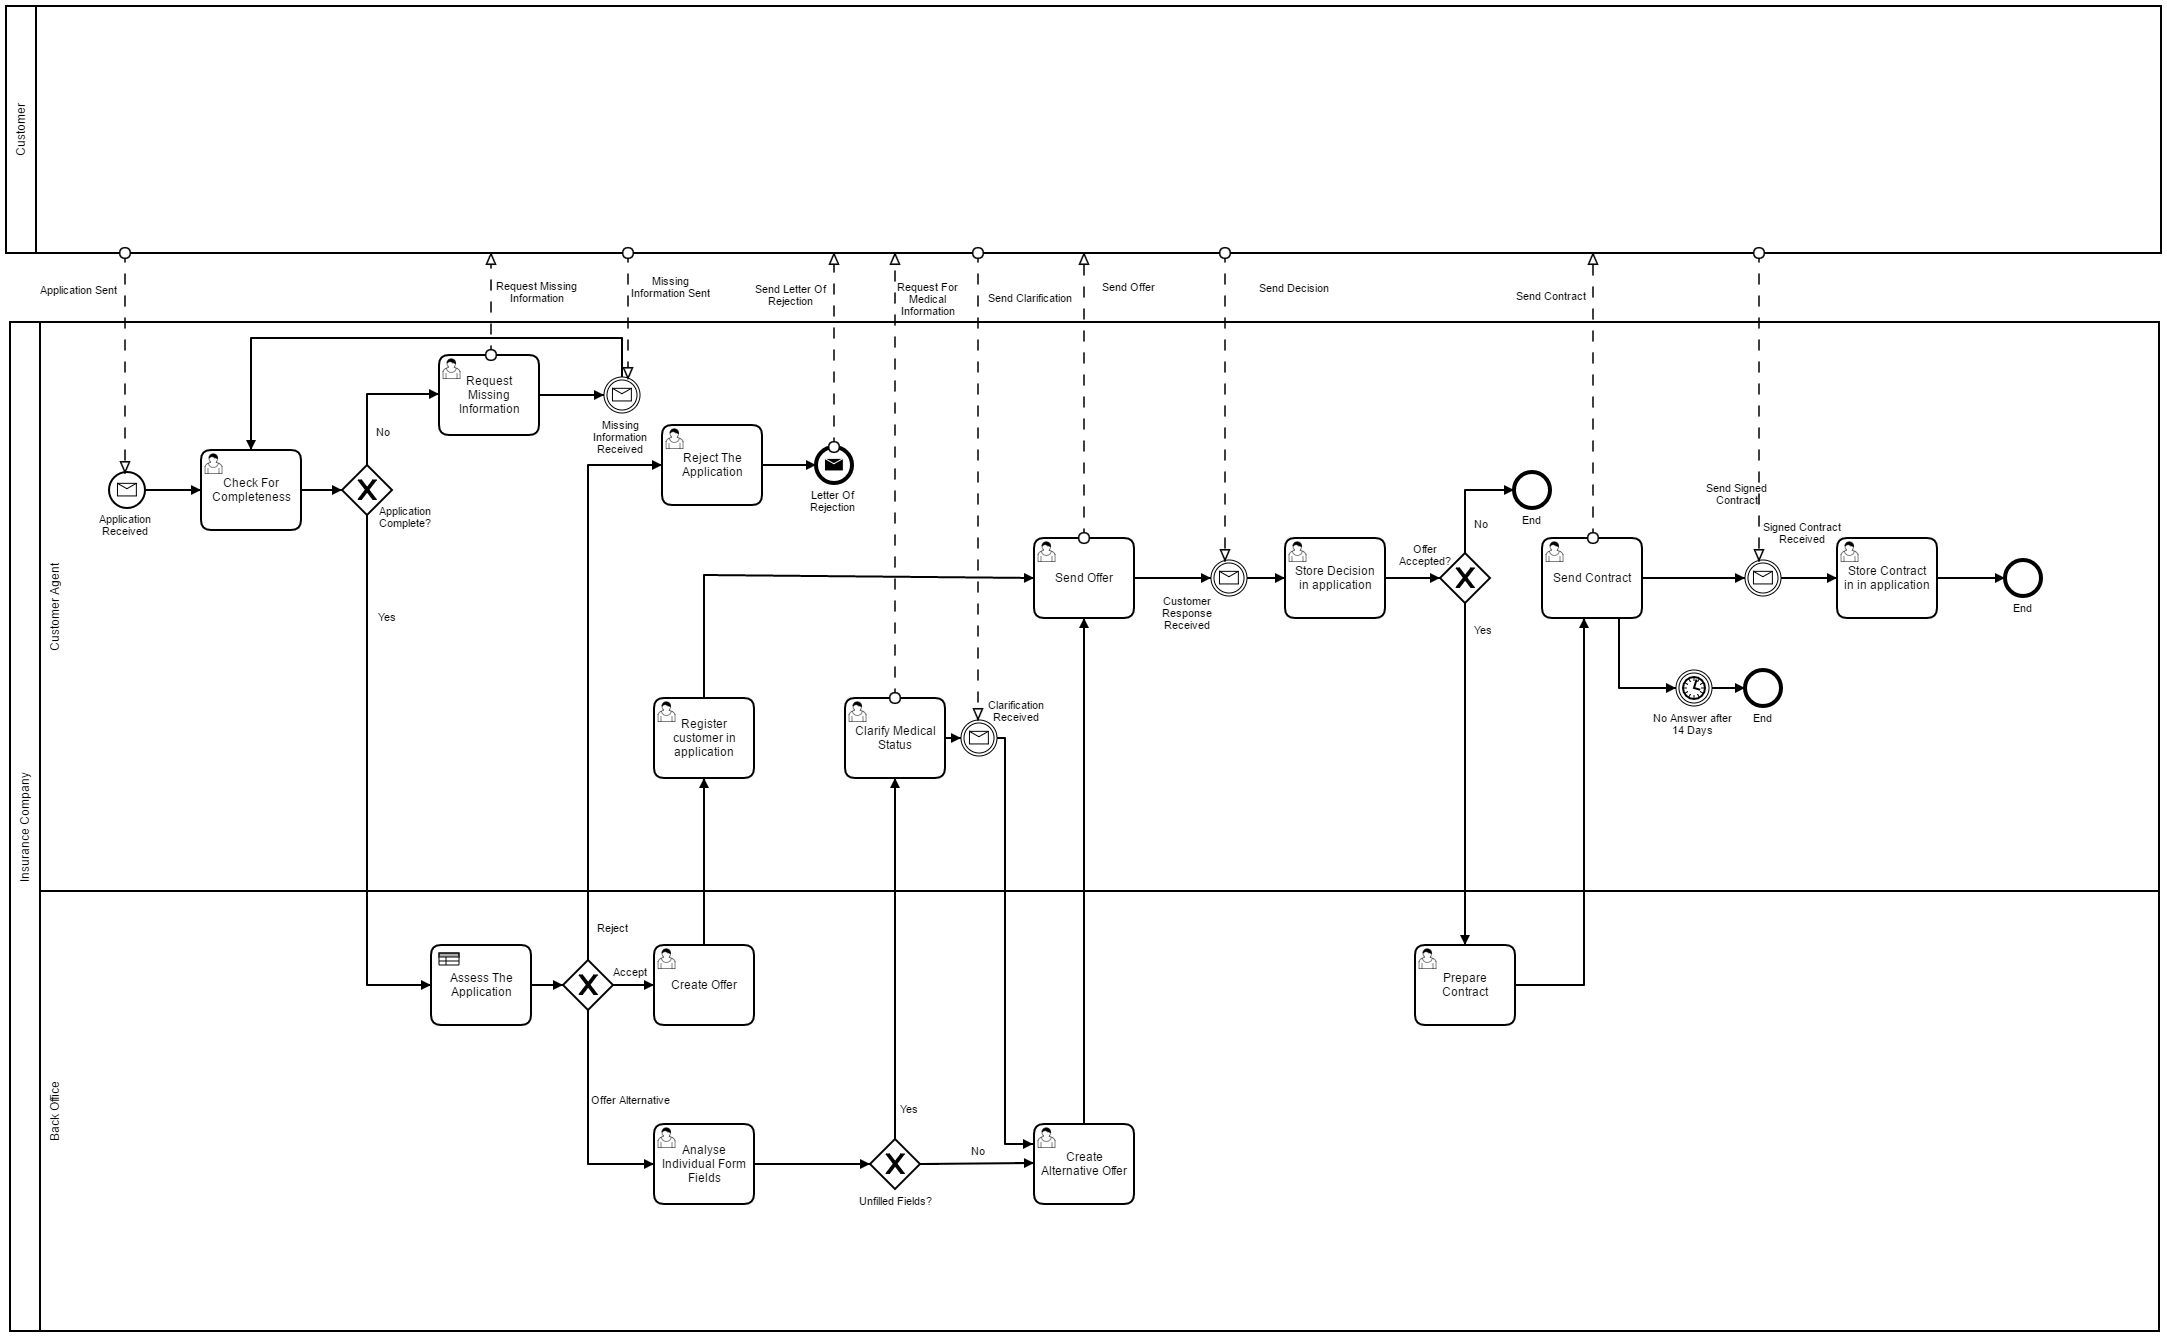 Customer
Application Sent
Request Missing
Information
Missing
Information Sent
Send Letter Of
Rejection
Request For
Medical
Information
Send Clarification
Send Offer
Send Decision
Send Contract
Insurance Company
Customer Agent
Application
Received
Check For
Completeness
Application
Complete?
No
Yes
Request
Missing
Information
Missing
Information
Received
Reject The
Application
Letter Of
Rejection
Register
customer in
application
Clarify Medical
Status
Clarification
Received
Send Offer
Customer
Response
Received
Store Decision
in application
Offer
Accepted?
No
End
Yes
Send Contract
Send Signed
Contract
Signed Contract
Received
Store Contract
in in application
End
No Answer after
14 Days
End
Back Office
Assess The
Application
Reject
Accept
Create Offer
Offer Alternative
Analyse
Individual Form
Fields
Yes
Unfilled Fields?
No
Create
Alternative Offer
Prepare
Contract